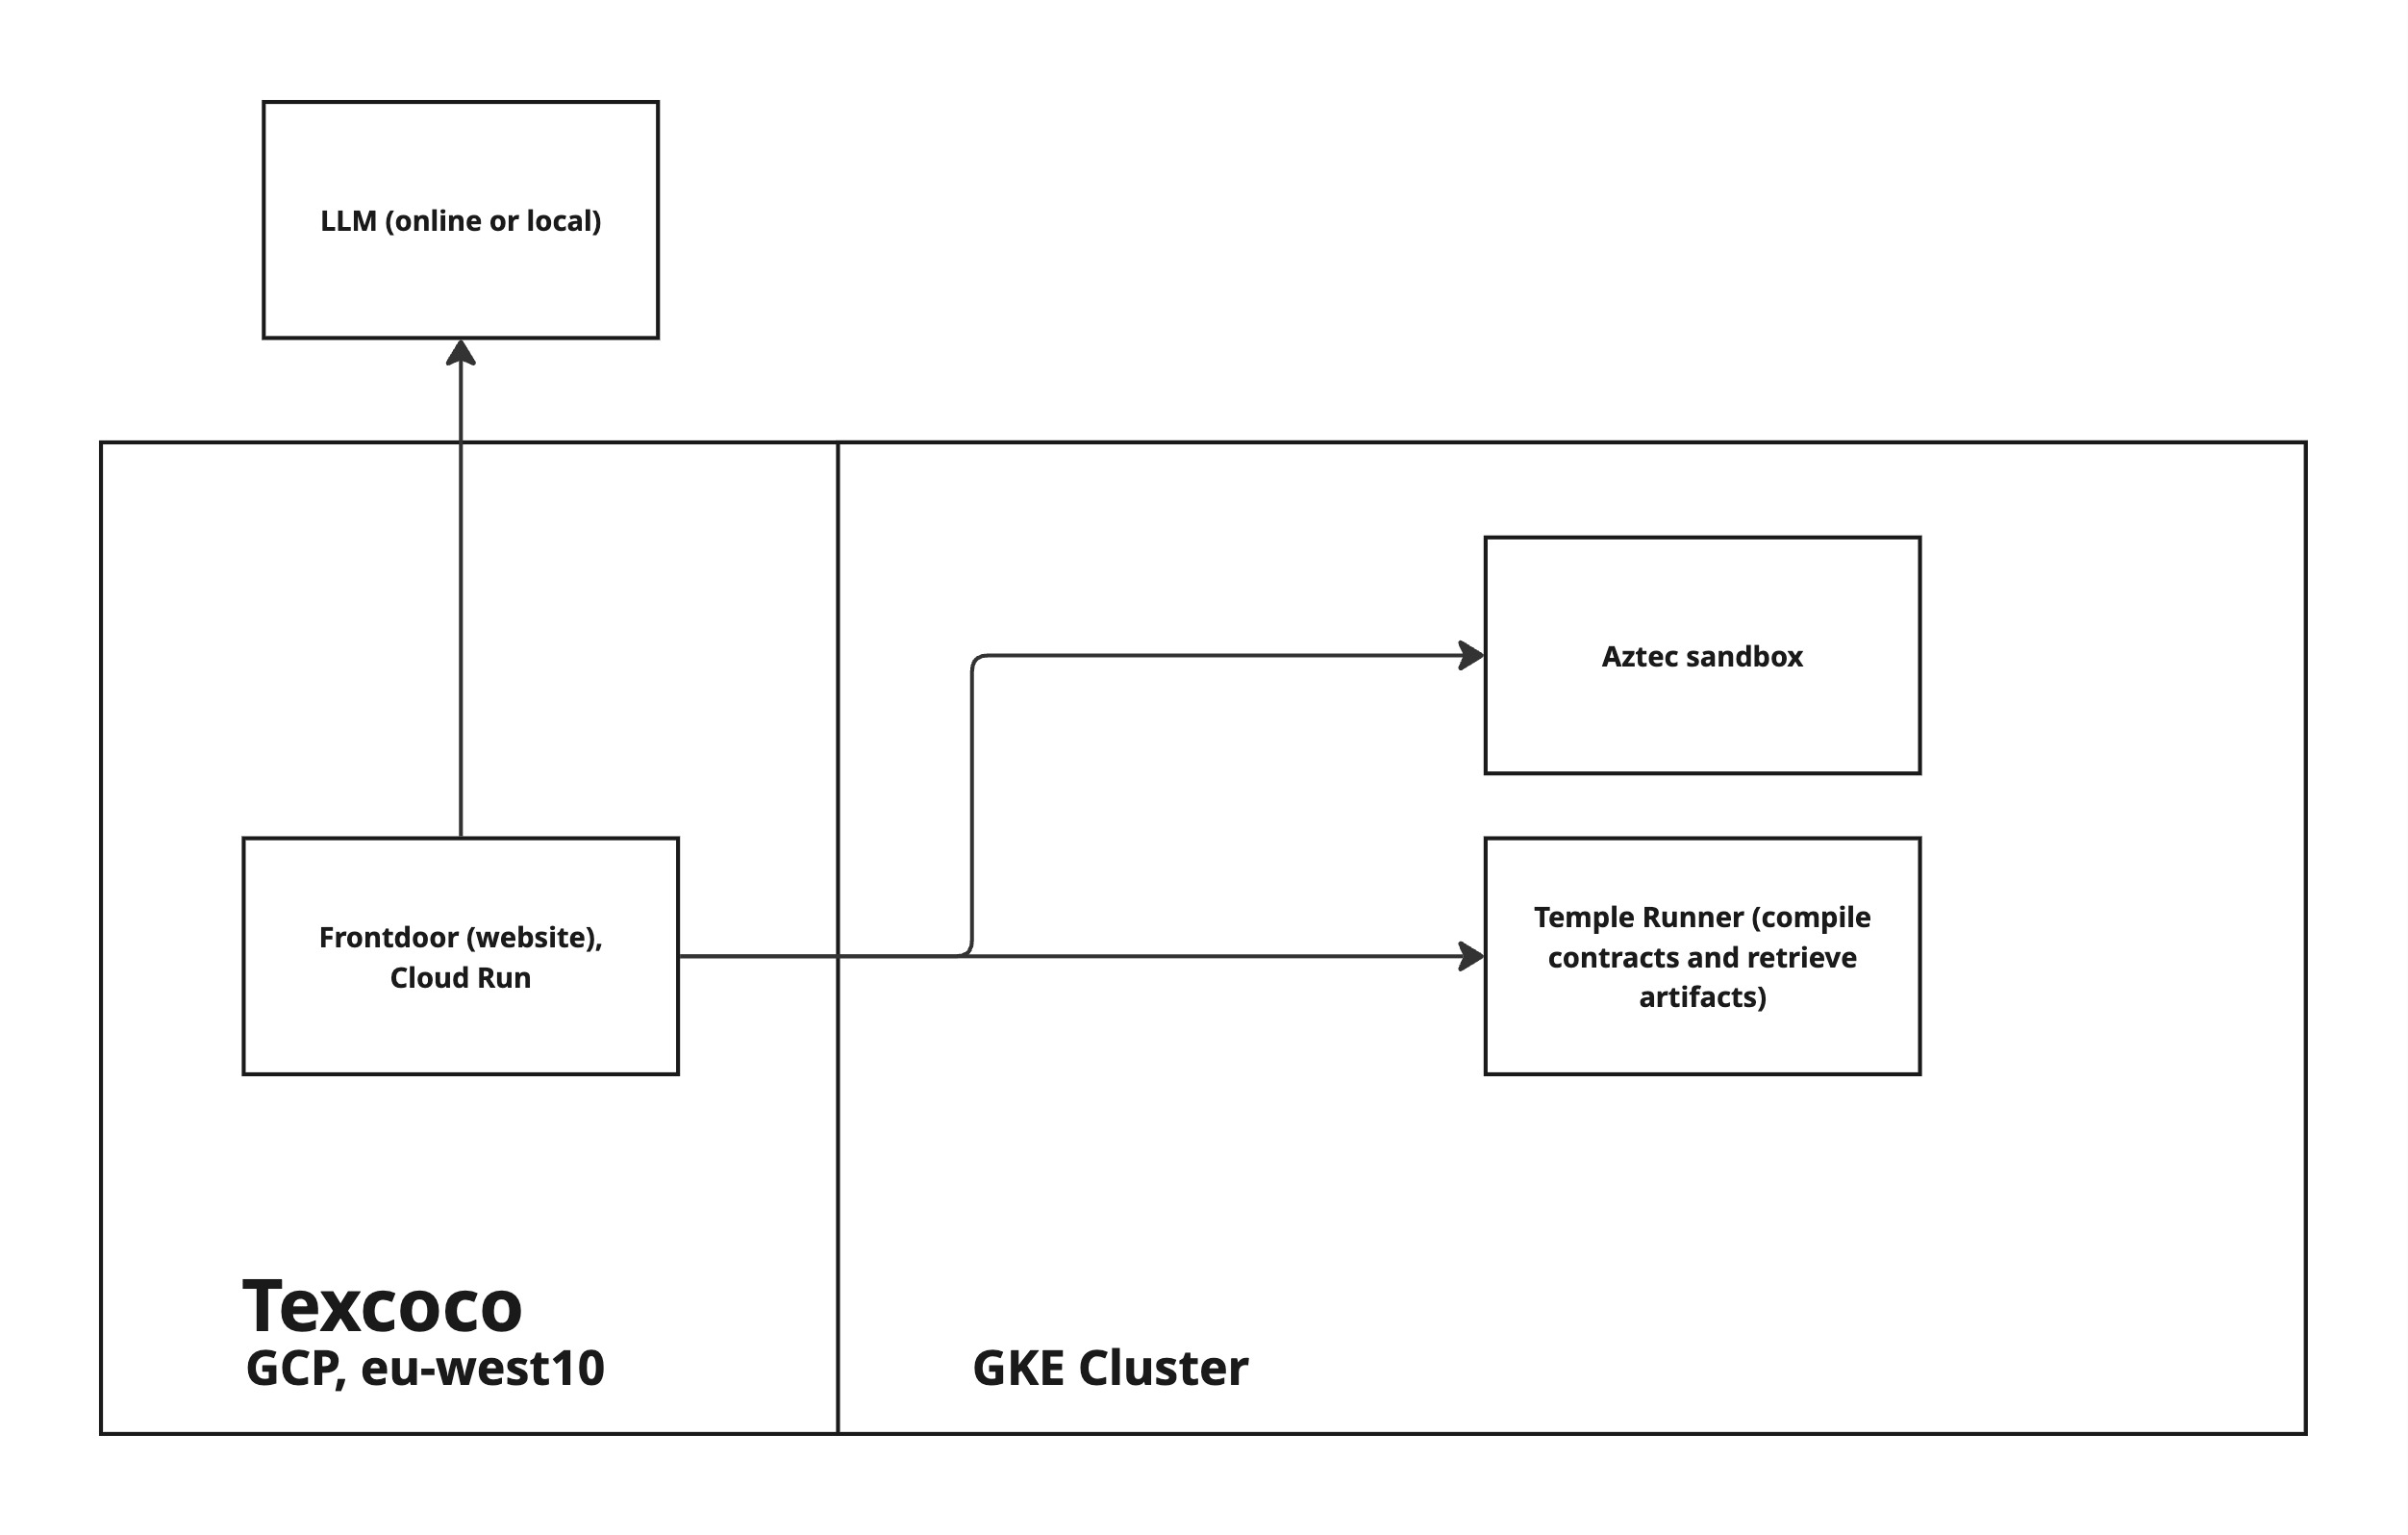 LLM (online or local)
Aztec sandbox
Frontdoor (website),
Cloud Run
Temple Runner (compile
contracts and retrieve
artifacts)
Texcoco
GCP, eu-west10
GKE Cluster